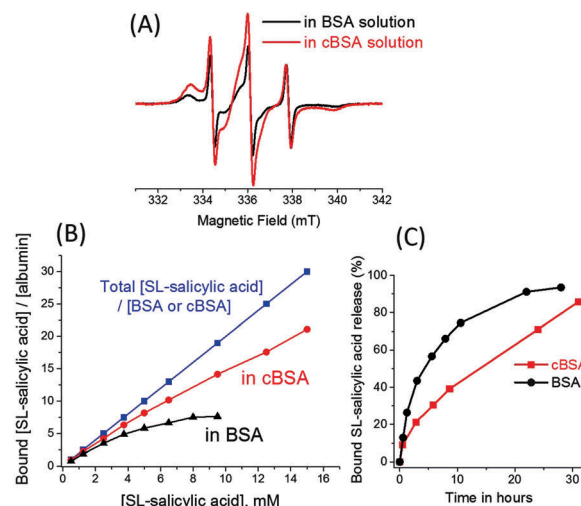 (A)
in BSA solution
in cBSA solution
332 334 336 338 340 342
Magnetic Field (mT)
(B)
Bound [SL-salicylic acid] / [albumin]
30
25
20
15
10
5
0
Total [SL-salicylic acid]
/ [BSA or cBSA]
in cBSA
in BSA
0 2 4 6 8 10 12 14 16
[SL-salicylic acid], mM
(C)
Bound SL-salicylic acid release (%)
100
80
60
40
20
0
cBSA
BSA
0 10 20 30
Time in hours